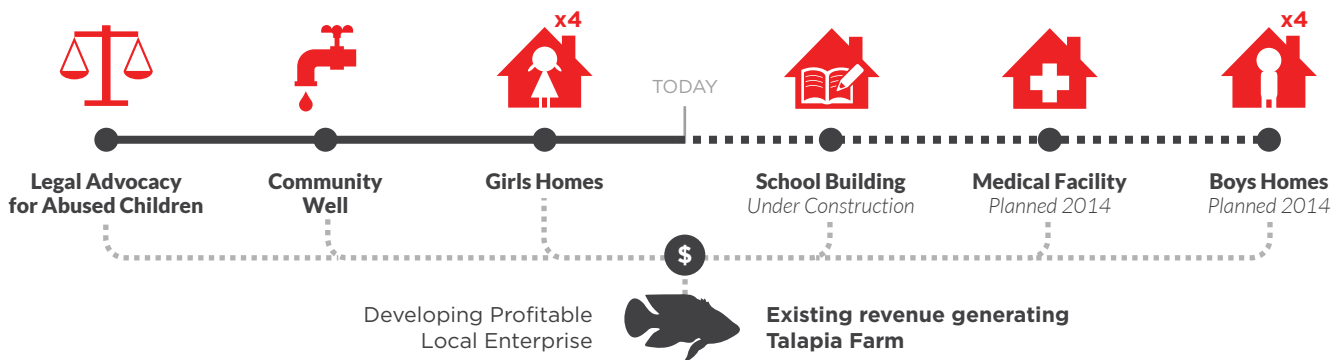 x4
x4
TODAY
Legal Advocacy
for Abused Children
Community
Well
Girls Homes
School Building
Under Construction
Medical Facility
Planned 2014
Boys Homes
Planned 2014
$
Developing Profitable
Local Enterprise
Existing revenue generating
Talapia Farm